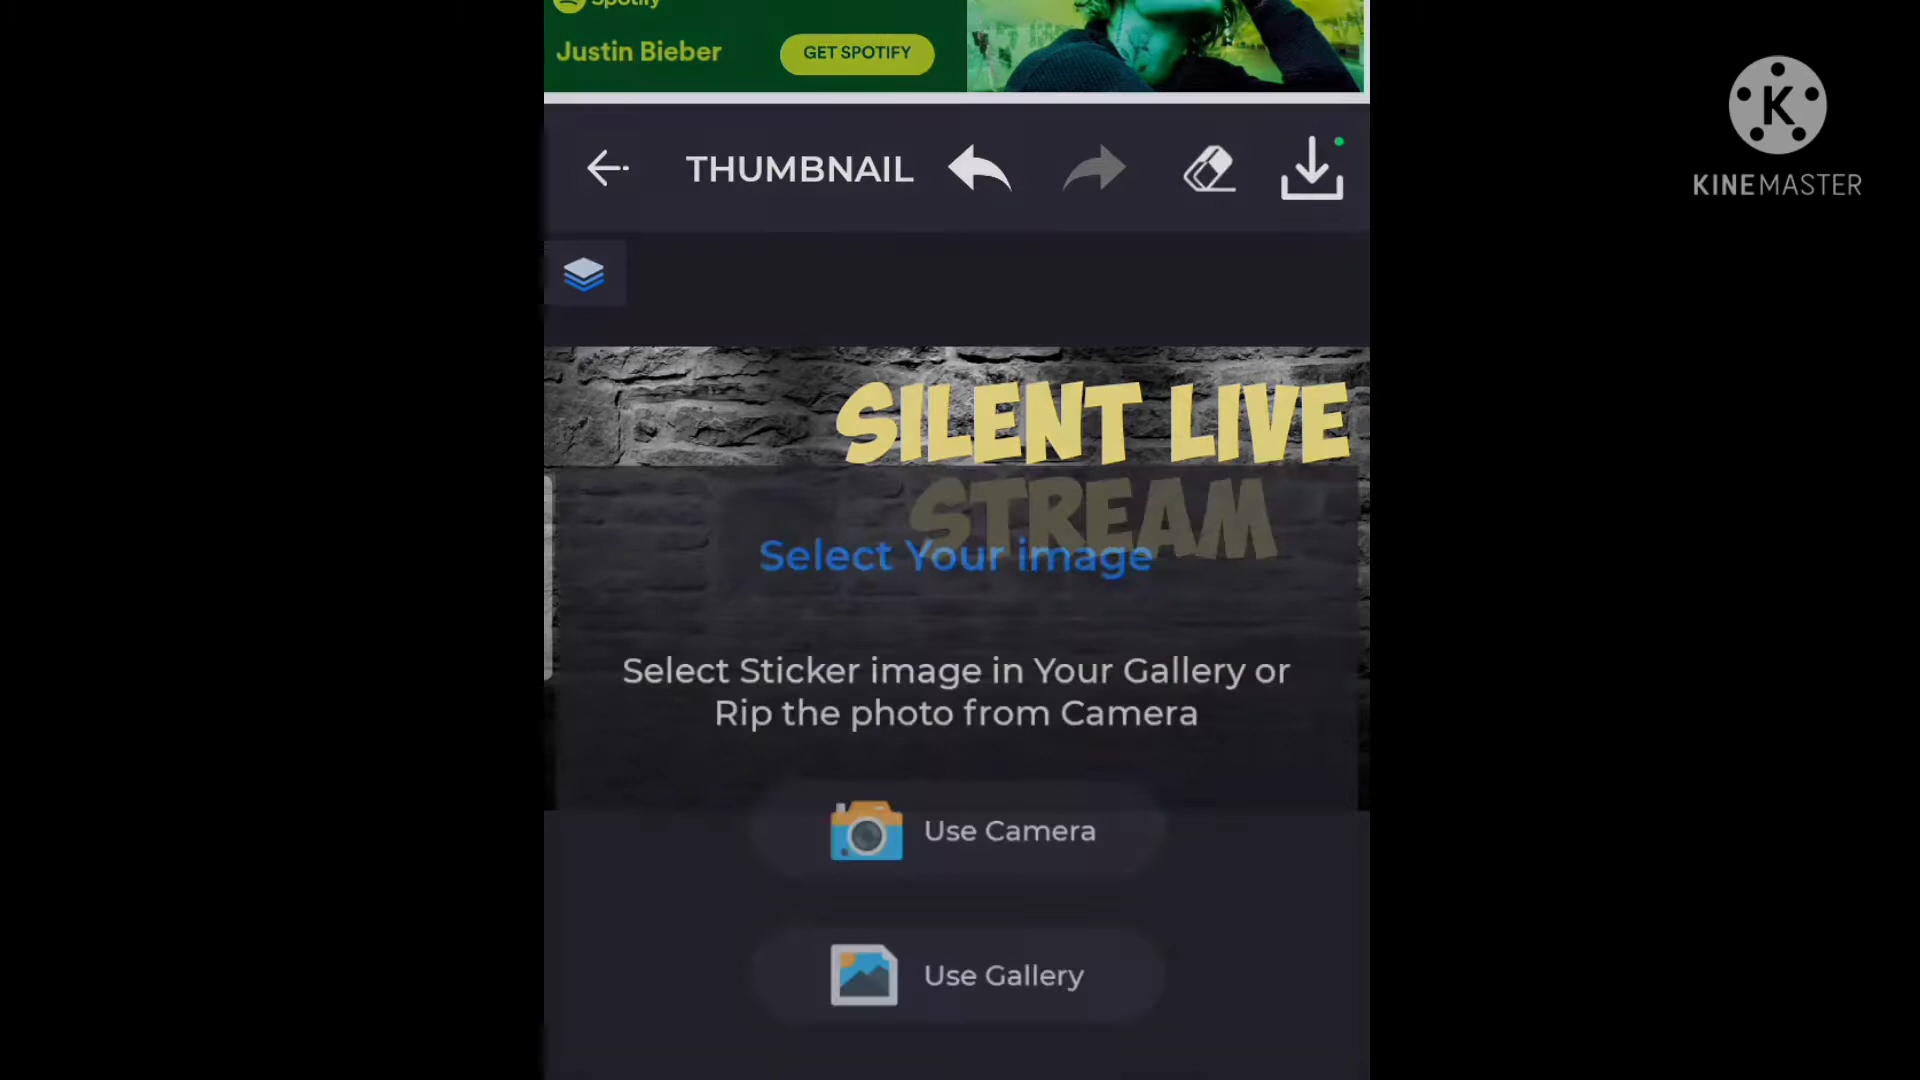 Spotify
Justin Bieber
GET SPOTIFY
K
KINEMASTER
THUMBNAIL
SILENT LIVE
STREAM
Select Your image
Select Sticker image in Your Gallery or
Rip the photo from Camera
Use Camera
Use Gallery